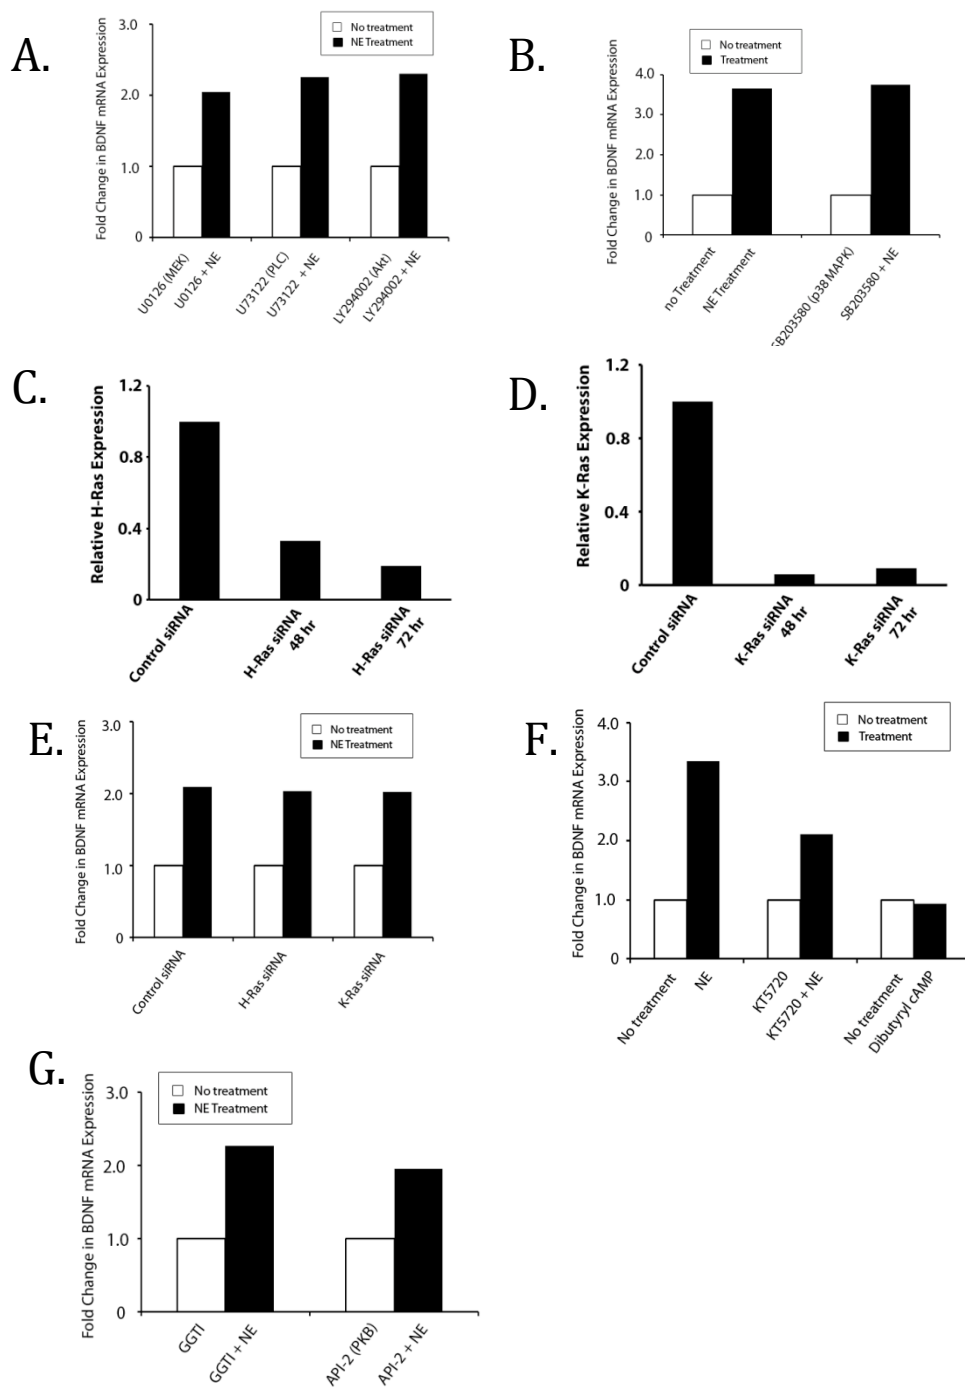 A.
Fold Change in BDNF mRNA Expression
3.0
2.0
1.0
0
No treatment
NE Treatment
U0126 (MEK)
U0126 + NE
U73122 (PLC)
U73122 + NE
LY294002 (Akt)
LY294002 + NE
B.
Fold Change in BDNF mRNA Expression
4.0
3.0
2.0
1.0
0
No treatment
Treatment
no Treatment
NE Treatment
SB203580 (p38 MAPK)
SB203580 + NE
C.
Relative H-Ras Expression
1.2
0.8
0.4
0
Control siRNA
H-Ras siRNA
48 hr
H-Ras siRNA
72 hr
D.
Relative K-Ras Expression
1.2
0.8
0.4
0
Control siRNA
K-Ras siRNA
48 hr
K-Ras siRNA
72 hr
E.
Fold Change in BDNF mRNA Expression
3.0
2.0
1.0
0
No treatment
NE Treatment
Control siRNA
H-Ras siRNA
K-Ras siRNA
F.
Fold Change in BDNF mRNA Expression
4.0
3.0
2.0
1.0
0
No treatment
Treatment
No treatment
NE
KT5720
KT5720 + NE
No treatment
Dibutyryl cAMP
G.
Fold Change in BDNF mRNA Expression
3.0
2.0
1.0
0
No treatment
NE Treatment
GGTI
GGTI + NE
API-2 (PKB)
API-2 + NE